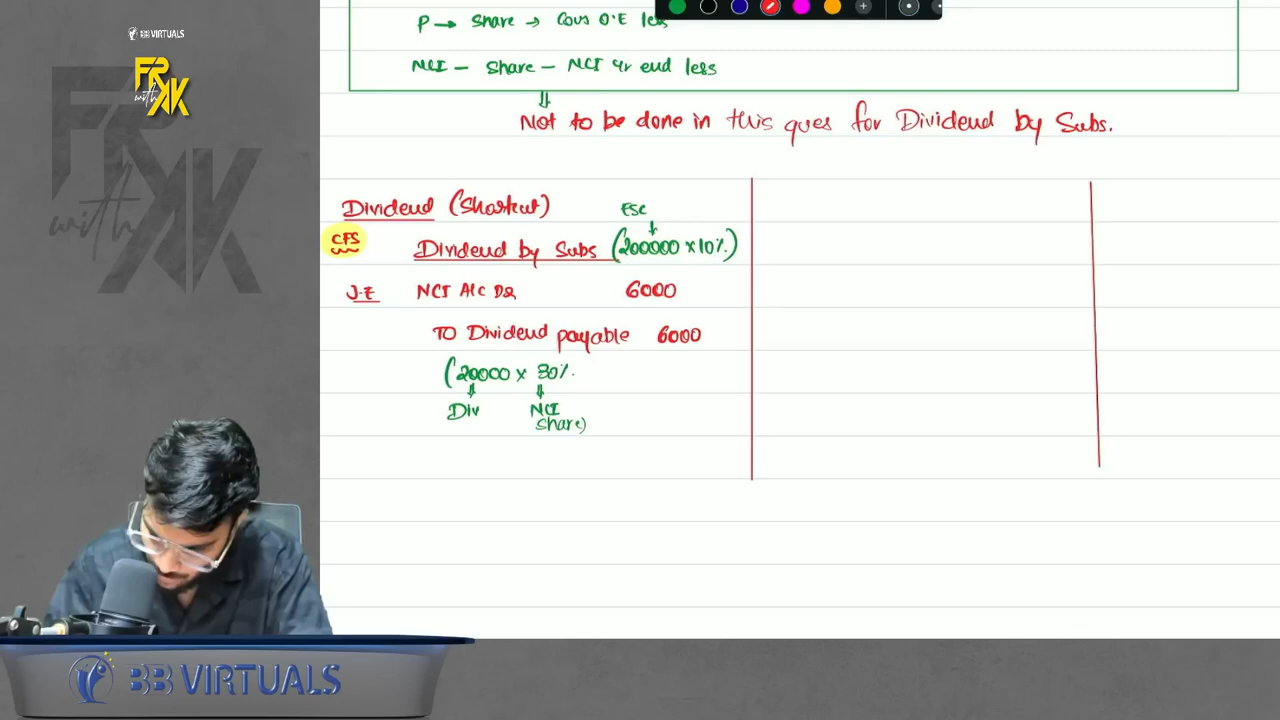 BB VIRTUALS
FR
with
KK
P → Share → Cons O.E less
NCI - Share - NCI yr end less
⇓
Not to be done in this ques for Dividend by Subs.
Dividend (Shortcut)
ESC
↓
CFS
Dividend by Subs (200000 x 10%)
J.E NCI A/C DR 6000
TO Dividend payable 6000
(20000 x 30%.
⇓ ⇓
Div NCI
Share)
BB VIRTUALS